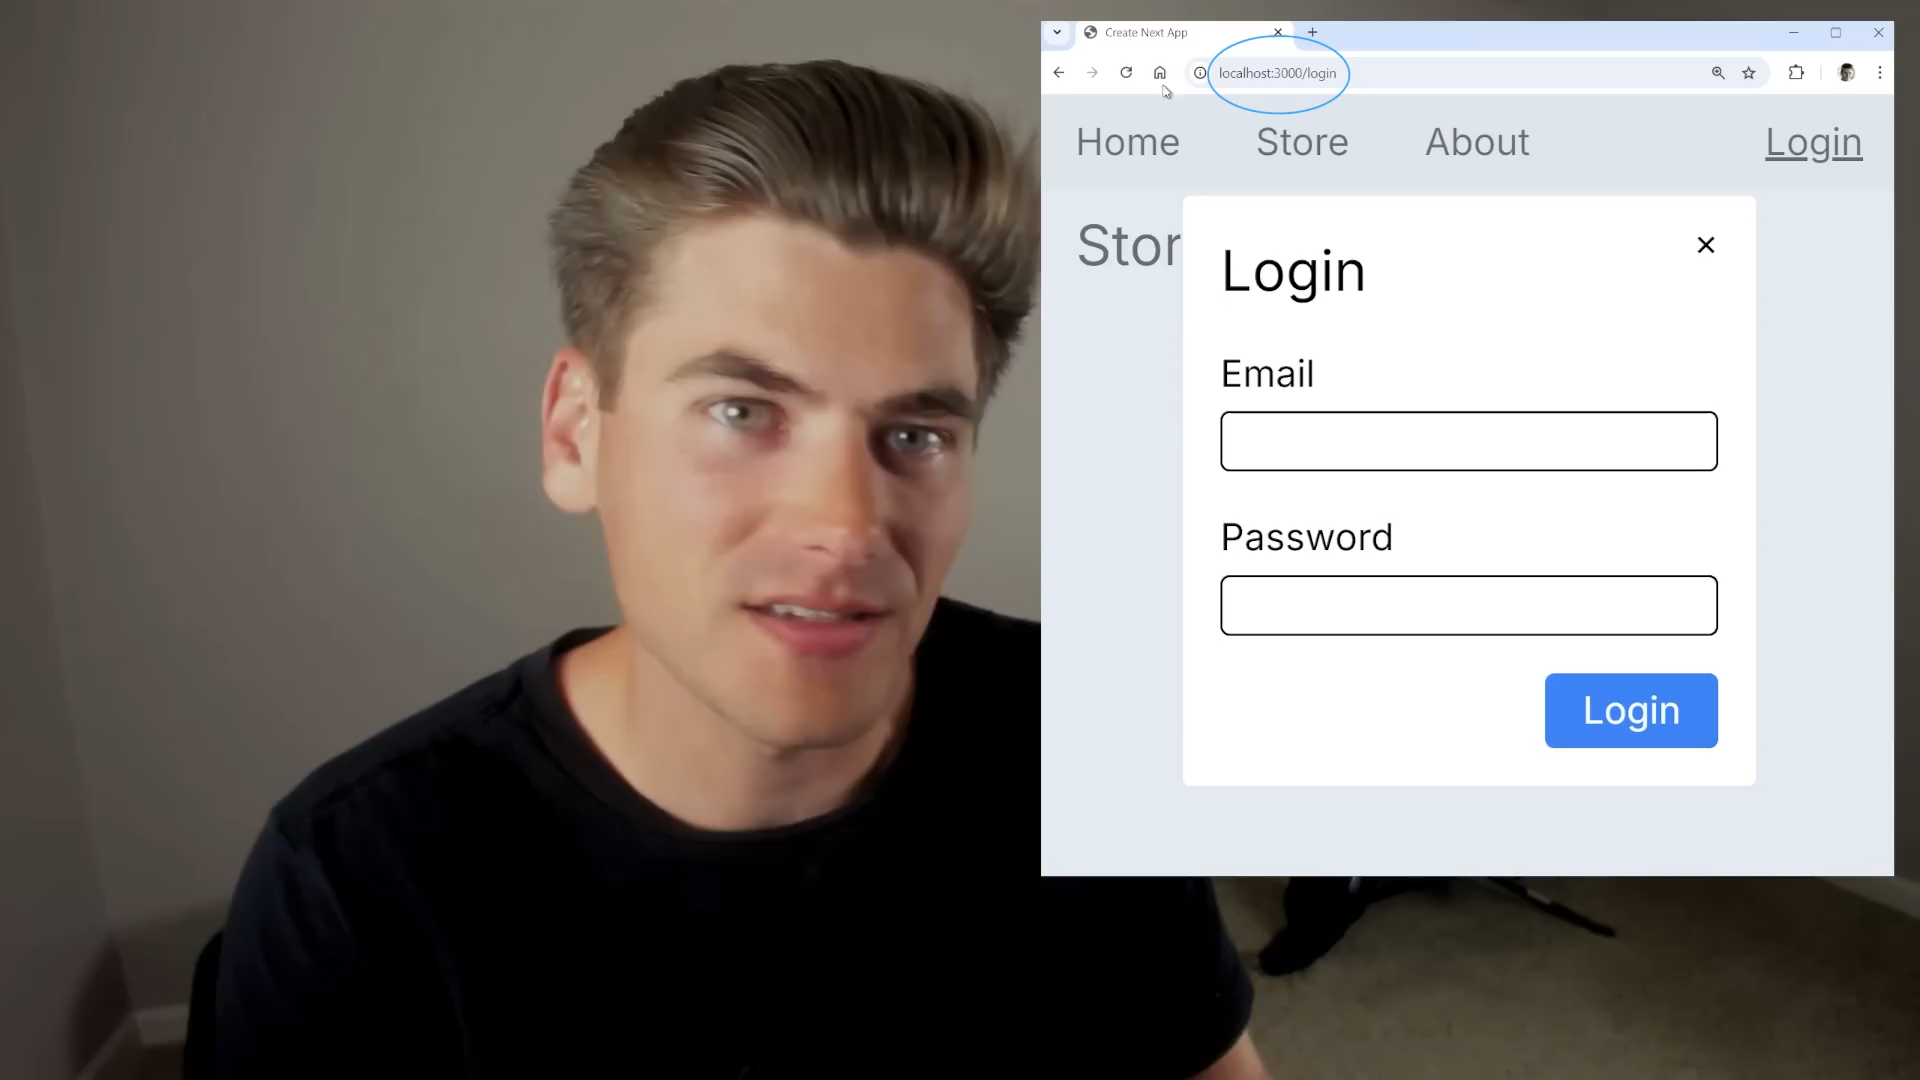 Create Next App
localhost:3000/login
Home Store About Login
Stor
Login
Email
Password
Login